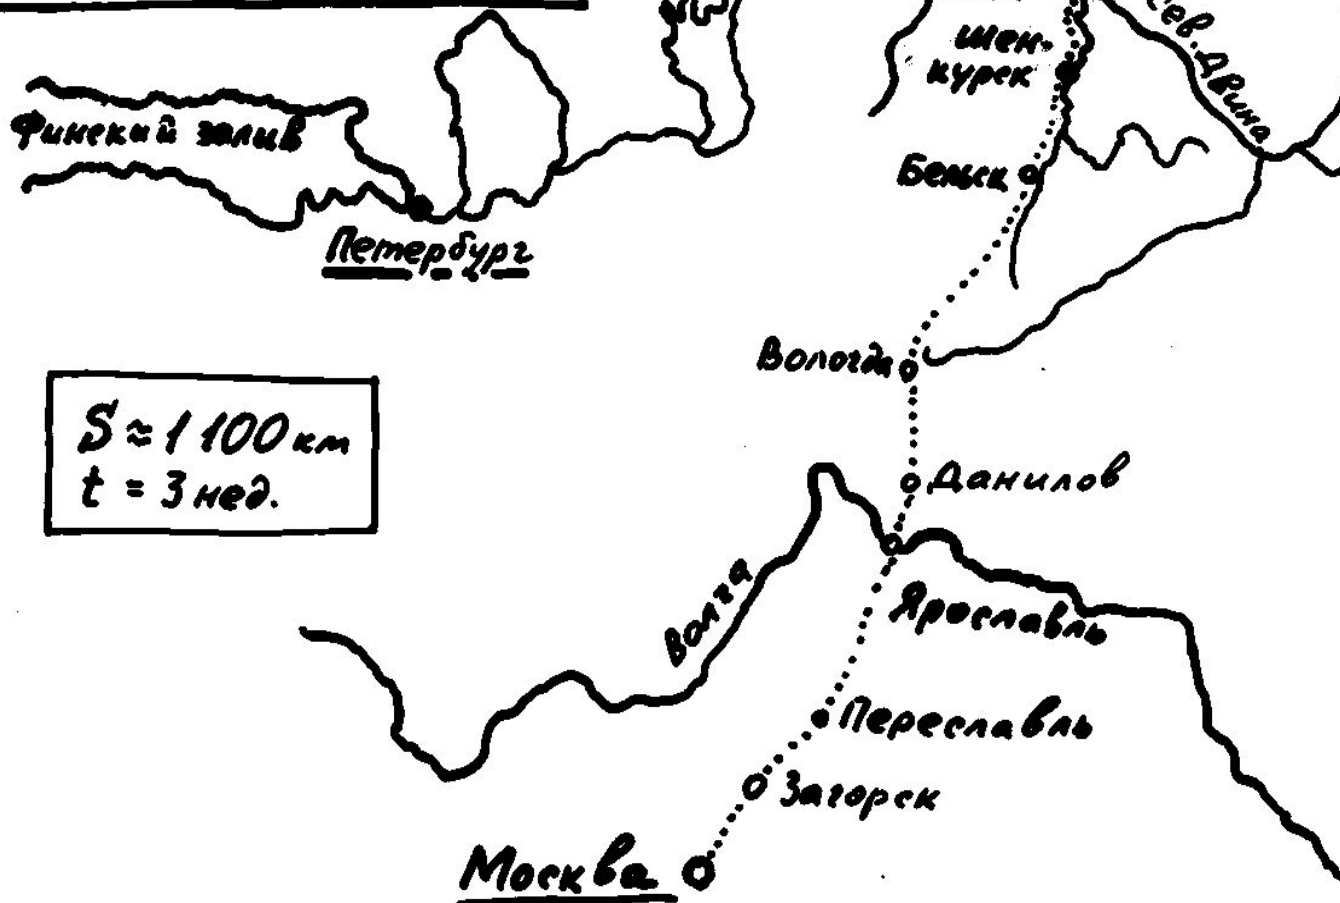 Сев. Двина
Шен-
курск
Финский залив
Бельск
Петербург
Вологда
S ≈ 1 100 км
t = 3 нед.
Данилов
Волга
Ярославль
Переславль
Загорск
Москва